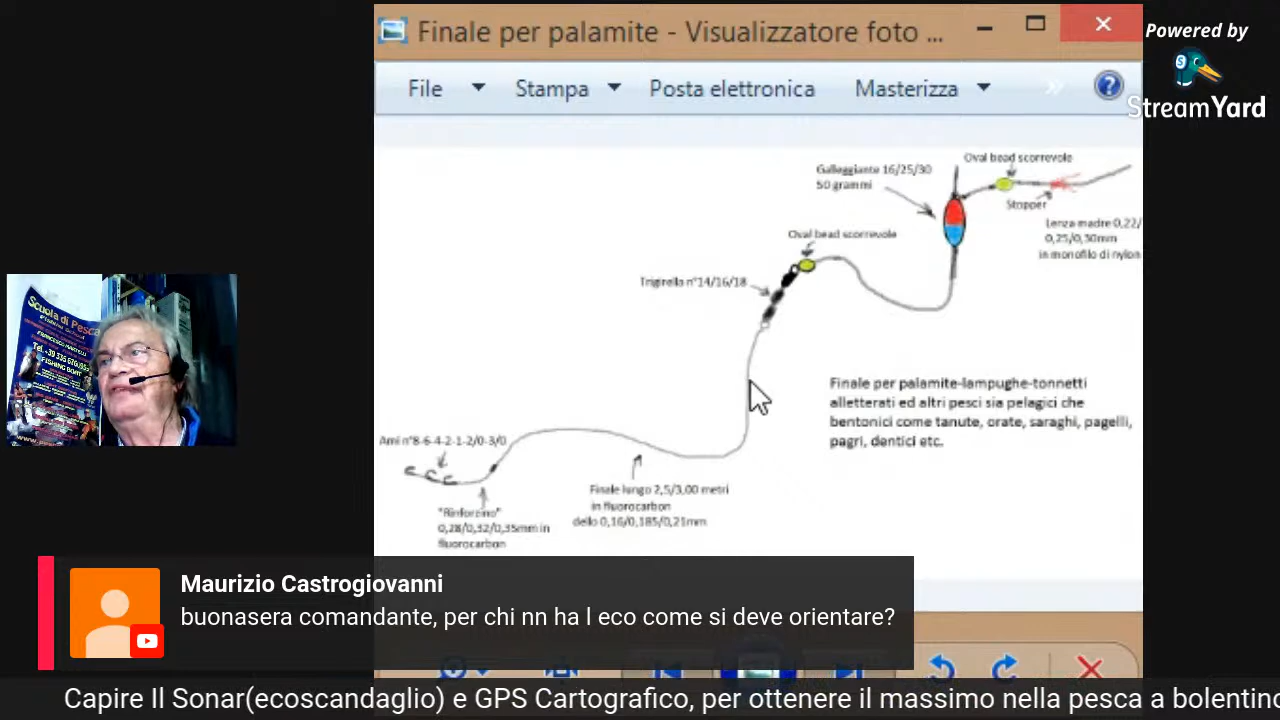 Finale per palamite - Visualizzatore foto ...
Powered by
StreamYard
File
Stampa
Posta elettronica
Masterizza
Oval bead scorrevole
Galleggiante 16/25/30
50 grammi
Stopper
Lenza madre 0,22/
0,25/0,30mm
in monofilo di nylon
Oval bead scorrevole
Trigirella n°14/16/18
Finale per palamite-lampughe-tonnetti
alletterati ed altri pesci sia pelagici che
bentonici come tanute, orate, saraghi, pagelli,
pagri, dentici etc.
Ami n°8-6-4-2-1-2/0-3/0
"Rinforzino"
0,28/0,32/0,35mm in
fluorocarbon
Finale lungo 2,5/3,00 metri
in fluorocarbon
dello 0,16/0,185/0,21mm
Scuola di Pesca
Maurizio Castrogiovanni
buonasera comandante, per chi nn ha l eco come si deve orientare?
Capire Il Sonar(ecoscandaglio) e GPS Cartografico, per ottenere il massimo nella pesca a bolentino